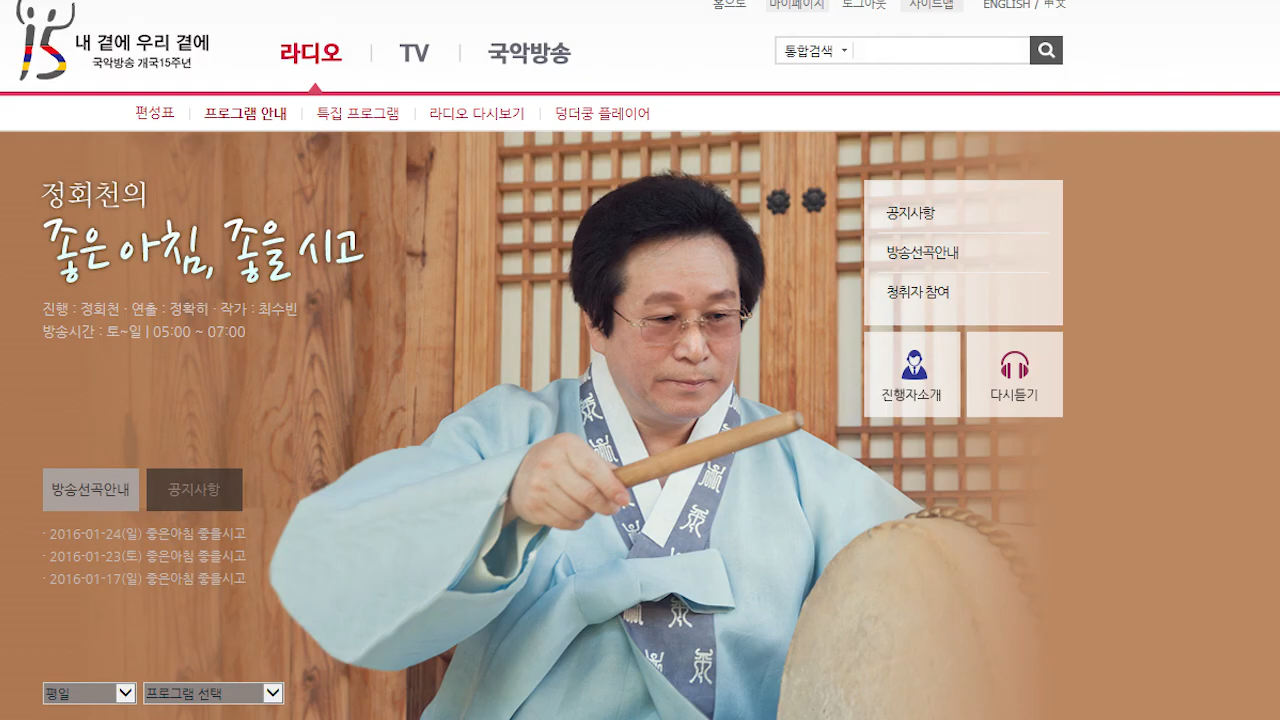 홈으로 마이페이지 로그아웃 사이트맵 ENGLISH / 中文
15 내 곁에 우리 곁에
국악방송 개국15주년
라디오 | TV | 국악방송
통합검색
편성표 | 프로그램 안내 | 특집 프로그램 | 라디오 다시보기 | 덩더쿵 플레이어
정회천의
좋은 아침, 좋을 시고
진행 : 정회천 · 연출 : 정확히 · 작가 : 최수빈
방송시간 : 토~일 | 05:00 ~ 07:00
공지사항
방송선곡안내
청취자 참여
진행자소개 다시듣기
방송선곡안내 공지사항
· 2016-01-24(일) 좋은아침 좋을시고
· 2016-01-23(토) 좋은아침 좋을시고
· 2016-01-17(일) 좋은아침 좋을시고
평일 프로그램 선택